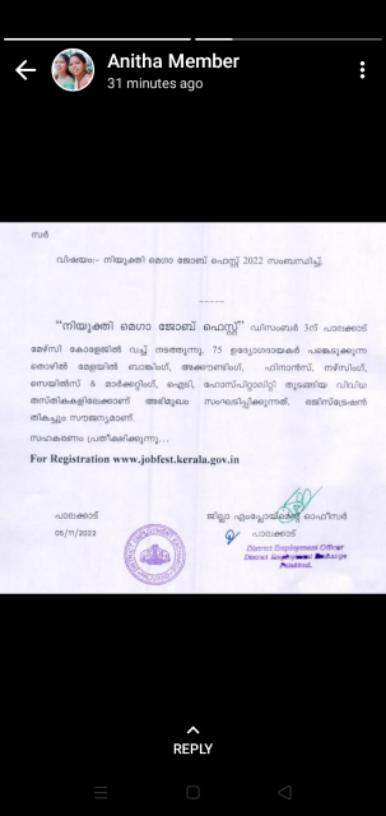 Anitha Member
31 minutes ago
സർ
വിഷയം:- നിയുക്തി മെഗാ ജോബ് ഫെസ്റ്റ് 2022 സംബന്ധിച്ച്.
-----
“നിയുക്തി മെഗാ ജോബ് ഫെസ്റ്റ്” ഡിസംബർ 3ന് പാലക്കാട്
മേഴ്സി കോളേജിൽ വച്ച് നടത്തുന്നു. 75 ഉദ്യോഗദായകർ പങ്കെടുക്കുന്ന
തൊഴിൽ മേളയിൽ ബാങ്കിംഗ്, അക്കൗണ്ടിംഗ്, ഫിനാൻസ്, നഴ്സിംഗ്,
സെയിൽസ് & മാർക്കറ്റിംഗ്, ഐടി, ഹോസ്പിറ്റാലിറ്റി തുടങ്ങിയ വിവിധ
തസ്തികകളിലേക്കാണ് അഭിമുഖം സംഘടിപ്പിക്കുന്നത്. രജിസ്ട്രേഷൻ
തികച്ചും സൗജന്യമാണ്.
സഹകരണം പ്രതീക്ഷിക്കുന്നു...
For Registration www.jobfest.kerala.gov.in
പാലക്കാട്
05/11/2022
ജില്ലാ എംപ്ലോയ്മെന്റ് ഓഫീസർ
പാലക്കാട്
District Employment Officer
District Employment Exchange
Palakkad.
REPLY